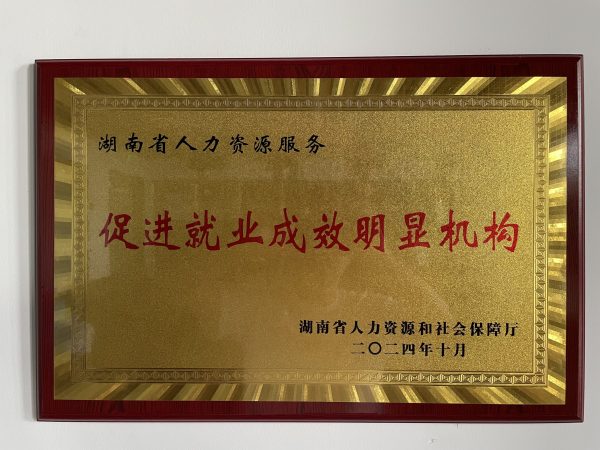 湖南省人力资源服务
促进就业成效明显机构
湖南省人力资源和社会保障厅
二〇二四年十月